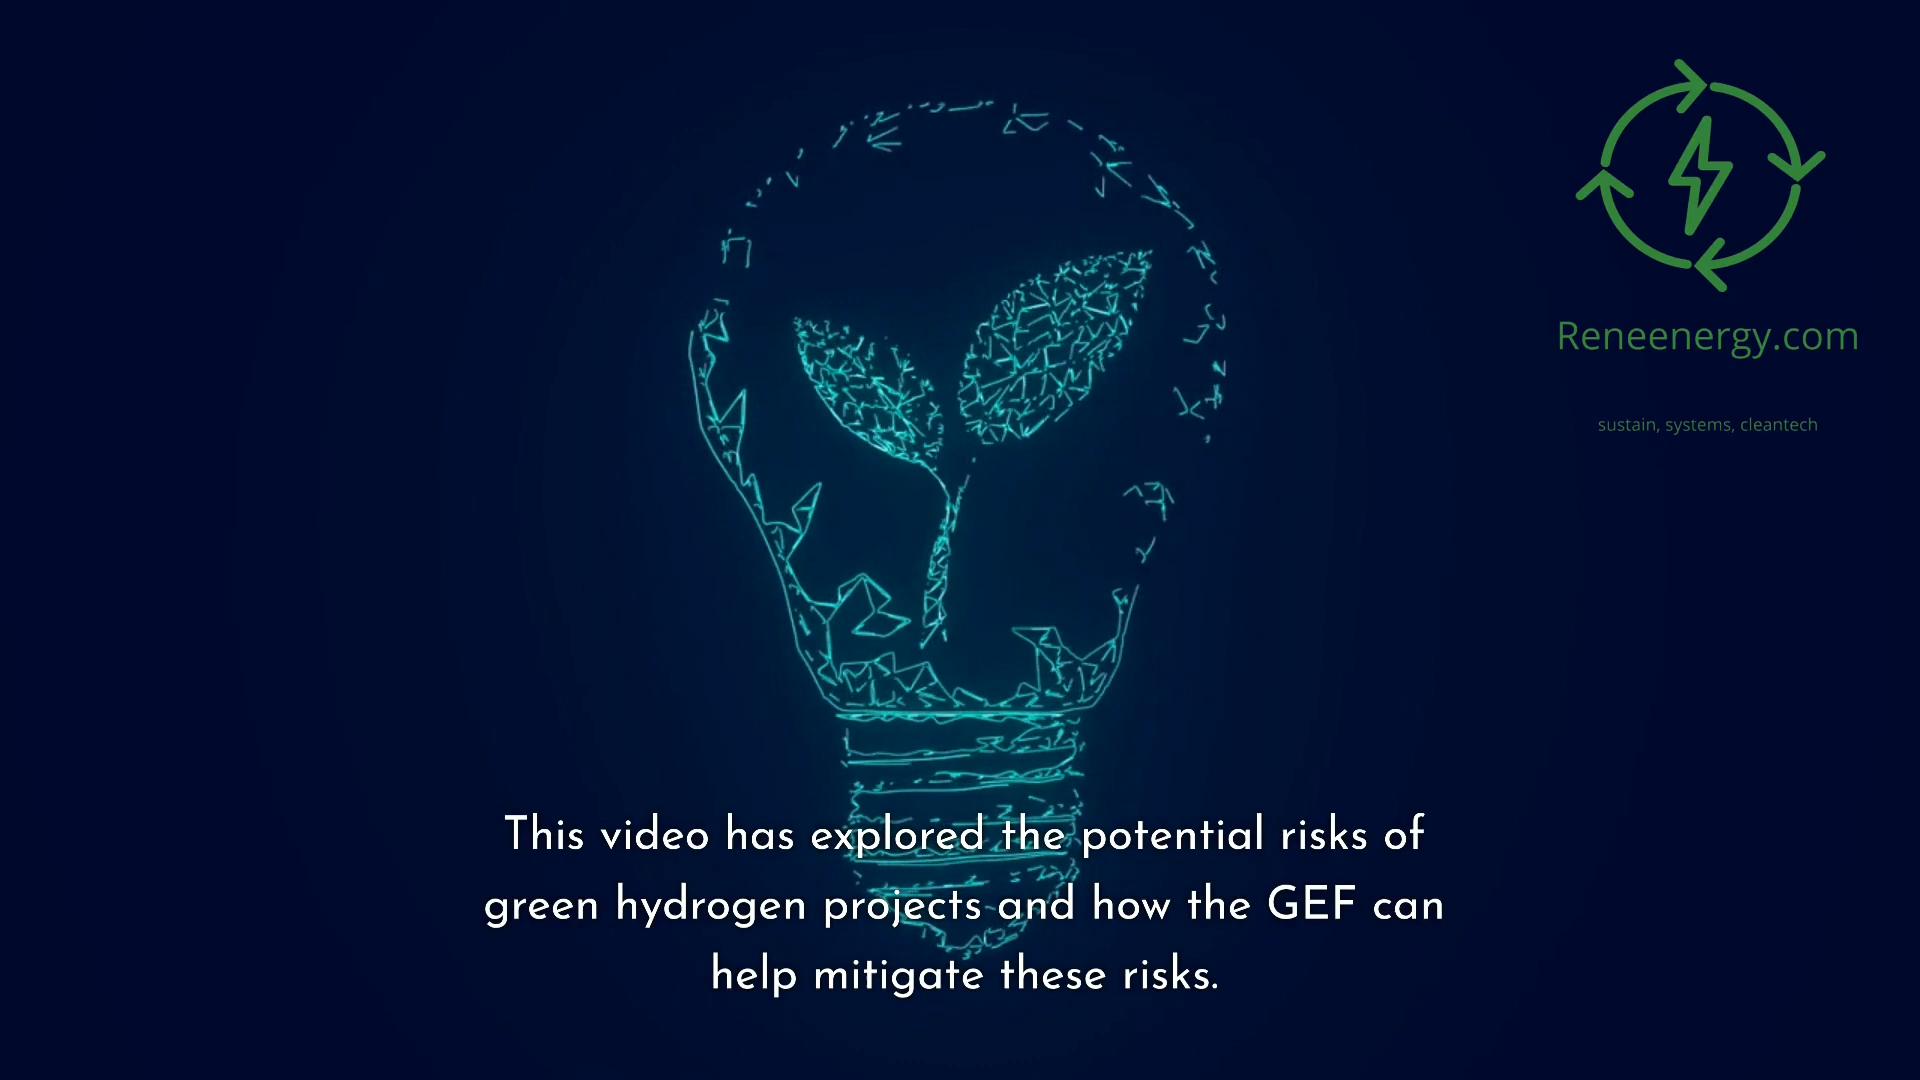 Reneenergy.com
sustain, systems, cleantech
This video has explored the potential risks of
green hydrogen projects and how the GEF can
help mitigate these risks.